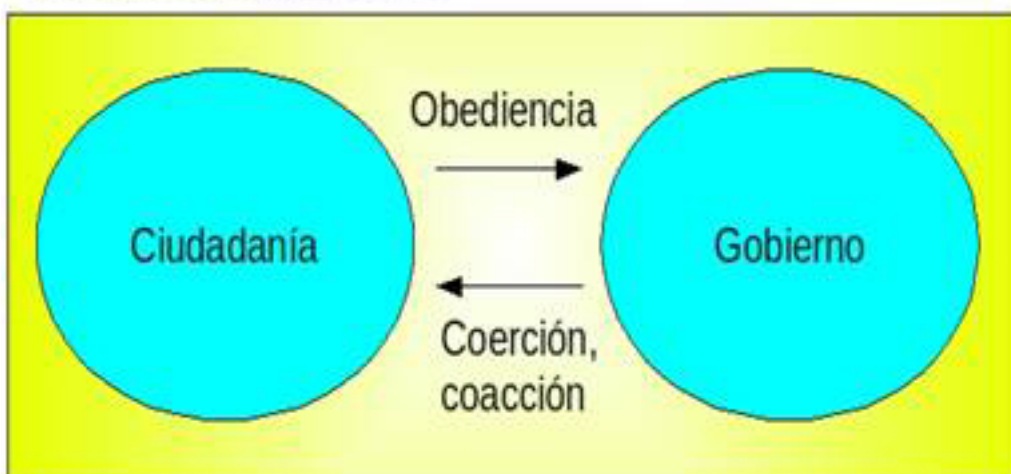 Obediencia
Ciudadanía
Gobierno
Coerción,
coacción